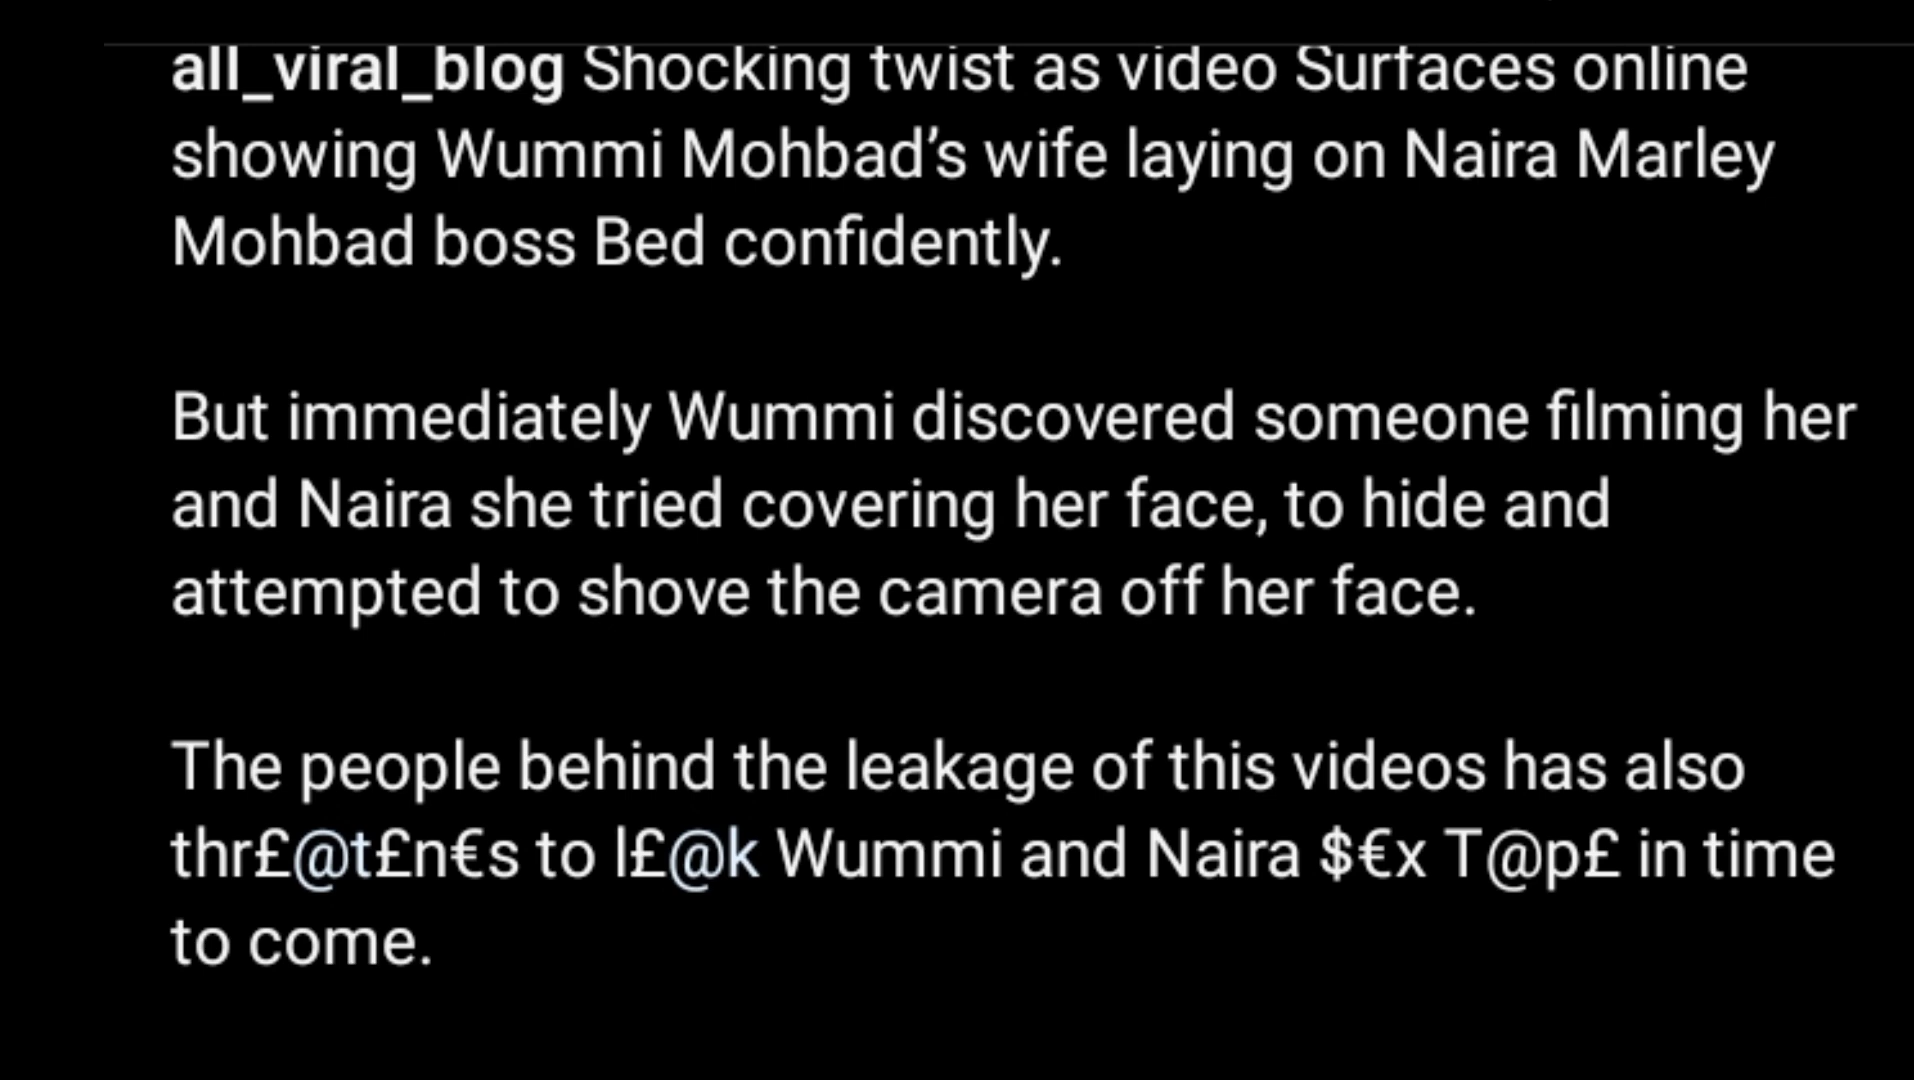 all_viral_blog Shocking twist as video Surfaces online
showing Wummi Mohbad’s wife laying on Naira Marley
Mohbad boss Bed confidently.
But immediately Wummi discovered someone filming her
and Naira she tried covering her face, to hide and
attempted to shove the camera off her face.
The people behind the leakage of this videos has also
thr£@t£n€s to l£@k Wummi and Naira $€x T@p£ in time
to come.